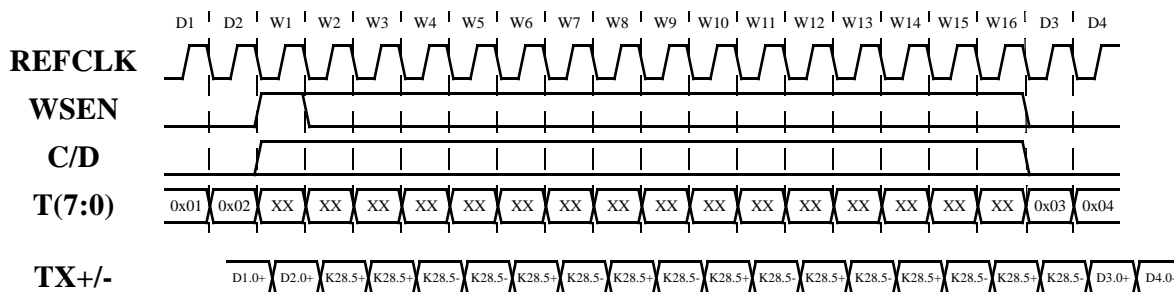 D1 D2 W1 W2 W3 W4 W5 W6 W7 W8 W9 W10 W11 W12 W13 W14 W15 W16 D3 D4
REFCLK
WSEN
C/D
T(7:0) 0x01 0x02 XX XX XX XX XX XX XX XX XX XX XX XX XX XX XX XX 0x03 0x04
TX+/- D1.0+ D2.0+ K28.5+ K28.5+ K28.5- K28.5- K28.5+ K28.5- K28.5+ K28.5- K28.5+ K28.5- K28.5+ K28.5- K28.5+ K28.5- K28.5+ K28.5- D3.0+ D4.0-